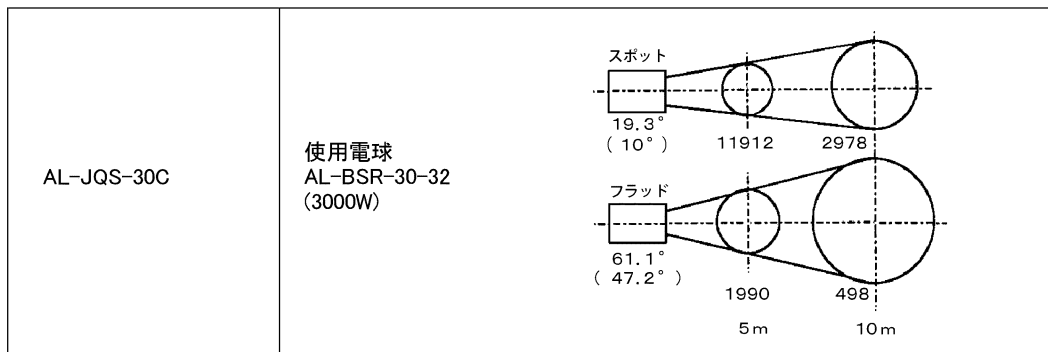 AL-JQS-30C
使用電球
AL-BSR-30-32
(3000W)
スポット
19.3°
( 10° )
11912 2978
フラッド
61.1°
( 47.2° )
1990 498
5m 10m